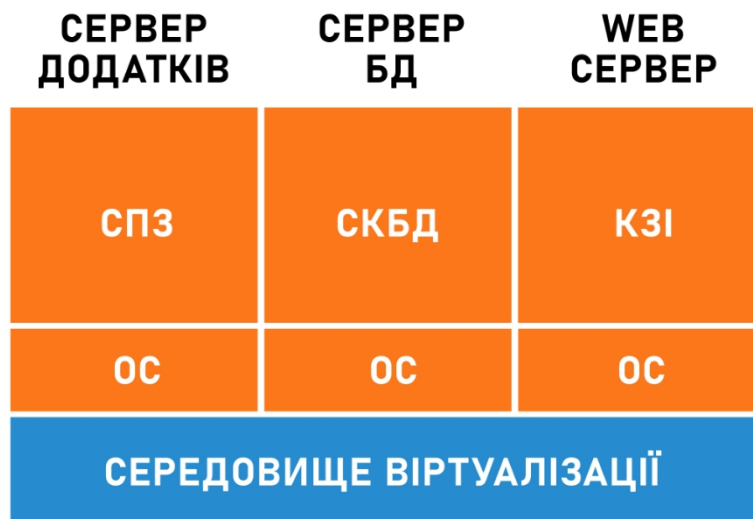 СЕРВЕР
ДОДАТКІВ
СЕРВЕР
БД
WEB
СЕРВЕР
СПЗ
СКБД
КЗІ
ОС
ОС
ОС
СЕРЕДОВИЩЕ ВІРТУАЛІЗАЦІЇ